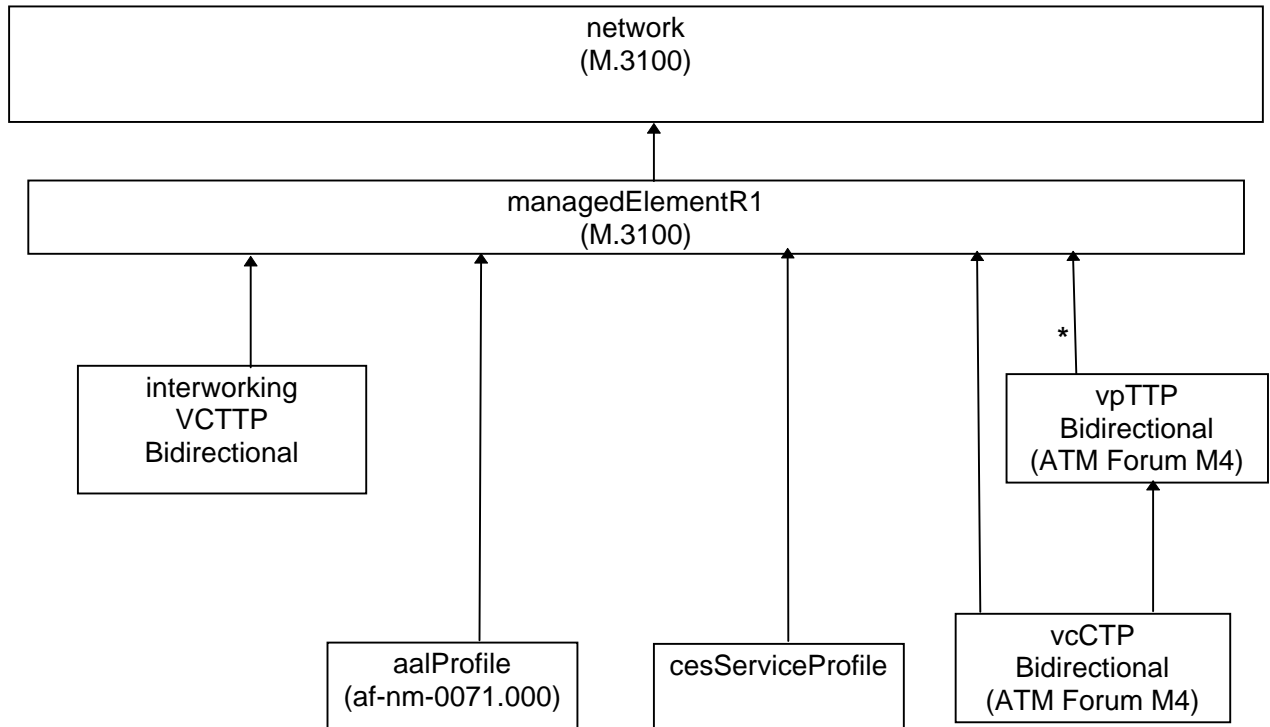 network
(M.3100)
managedElementR1
(M.3100)
*
interworking
VCTTP
Bidirectional
vpTTP
Bidirectional
(ATM Forum M4)
aalProfile
(af-nm-0071.000)
cesServiceProfile
vcCTP
Bidirectional
(ATM Forum M4)